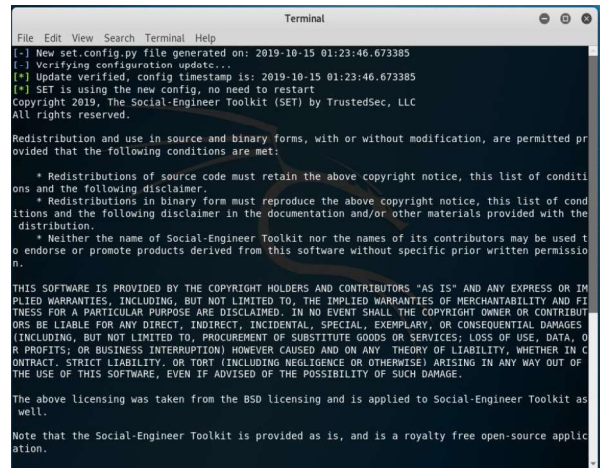 Terminal
File Edit View Search Terminal Help
[-] New set.config.py file generated on: 2019-10-15 01:23:46.673385
[-] Verifying configuration update...
[*] Update verified, config timestamp is: 2019-10-15 01:23:46.673385
[*] SET is using the new config, no need to restart
Copyright 2019, The Social-Engineer Toolkit (SET) by TrustedSec, LLC
All rights reserved.
Redistribution and use in source and binary forms, with or without modification, are permitted pr
ovided that the following conditions are met:
* Redistributions of source code must retain the above copyright notice, this list of conditi
ons and the following disclaimer.
* Redistributions in binary form must reproduce the above copyright notice, this list of cond
itions and the following disclaimer in the documentation and/or other materials provided with the
distribution.
* Neither the name of Social-Engineer Toolkit nor the names of its contributors may be used t
o endorse or promote products derived from this software without specific prior written permissio
n.
THIS SOFTWARE IS PROVIDED BY THE COPYRIGHT HOLDERS AND CONTRIBUTORS "AS IS" AND ANY EXPRESS OR IM
PLIED WARRANTIES, INCLUDING, BUT NOT LIMITED TO, THE IMPLIED WARRANTIES OF MERCHANTABILITY AND FI
TNESS FOR A PARTICULAR PURPOSE ARE DISCLAIMED. IN NO EVENT SHALL THE COPYRIGHT OWNER OR CONTRIBUT
ORS BE LIABLE FOR ANY DIRECT, INDIRECT, INCIDENTAL, SPECIAL, EXEMPLARY, OR CONSEQUENTIAL DAMAGES
(INCLUDING, BUT NOT LIMITED TO, PROCUREMENT OF SUBSTITUTE GOODS OR SERVICES; LOSS OF USE, DATA, O
R PROFITS; OR BUSINESS INTERRUPTION) HOWEVER CAUSED AND ON ANY THEORY OF LIABILITY, WHETHER IN C
ONTRACT, STRICT LIABILITY, OR TORT (INCLUDING NEGLIGENCE OR OTHERWISE) ARISING IN ANY WAY OUT OF
THE USE OF THIS SOFTWARE, EVEN IF ADVISED OF THE POSSIBILITY OF SUCH DAMAGE.
The above licensing was taken from the BSD licensing and is applied to Social-Engineer Toolkit as
well.
Note that the Social-Engineer Toolkit is provided as is, and is a royalty free open-source applic
ation.